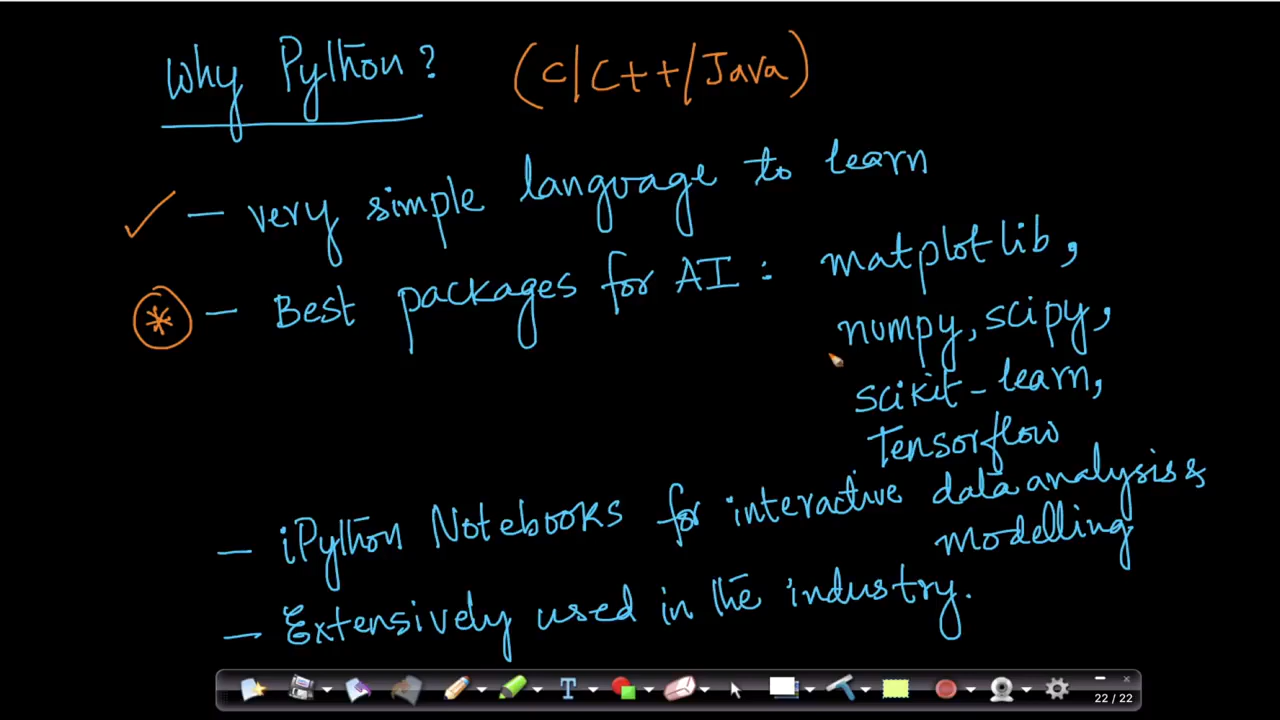 Why Python? (C/C++/Java)
✓ - very simple language to learn
* - Best packages for AI : matplotlib,
numpy, scipy,
scikit-learn,
Tensorflow
- iPython Notebooks for interactive data analysis &
modelling
- Extensively used in the industry.
T
22 / 22